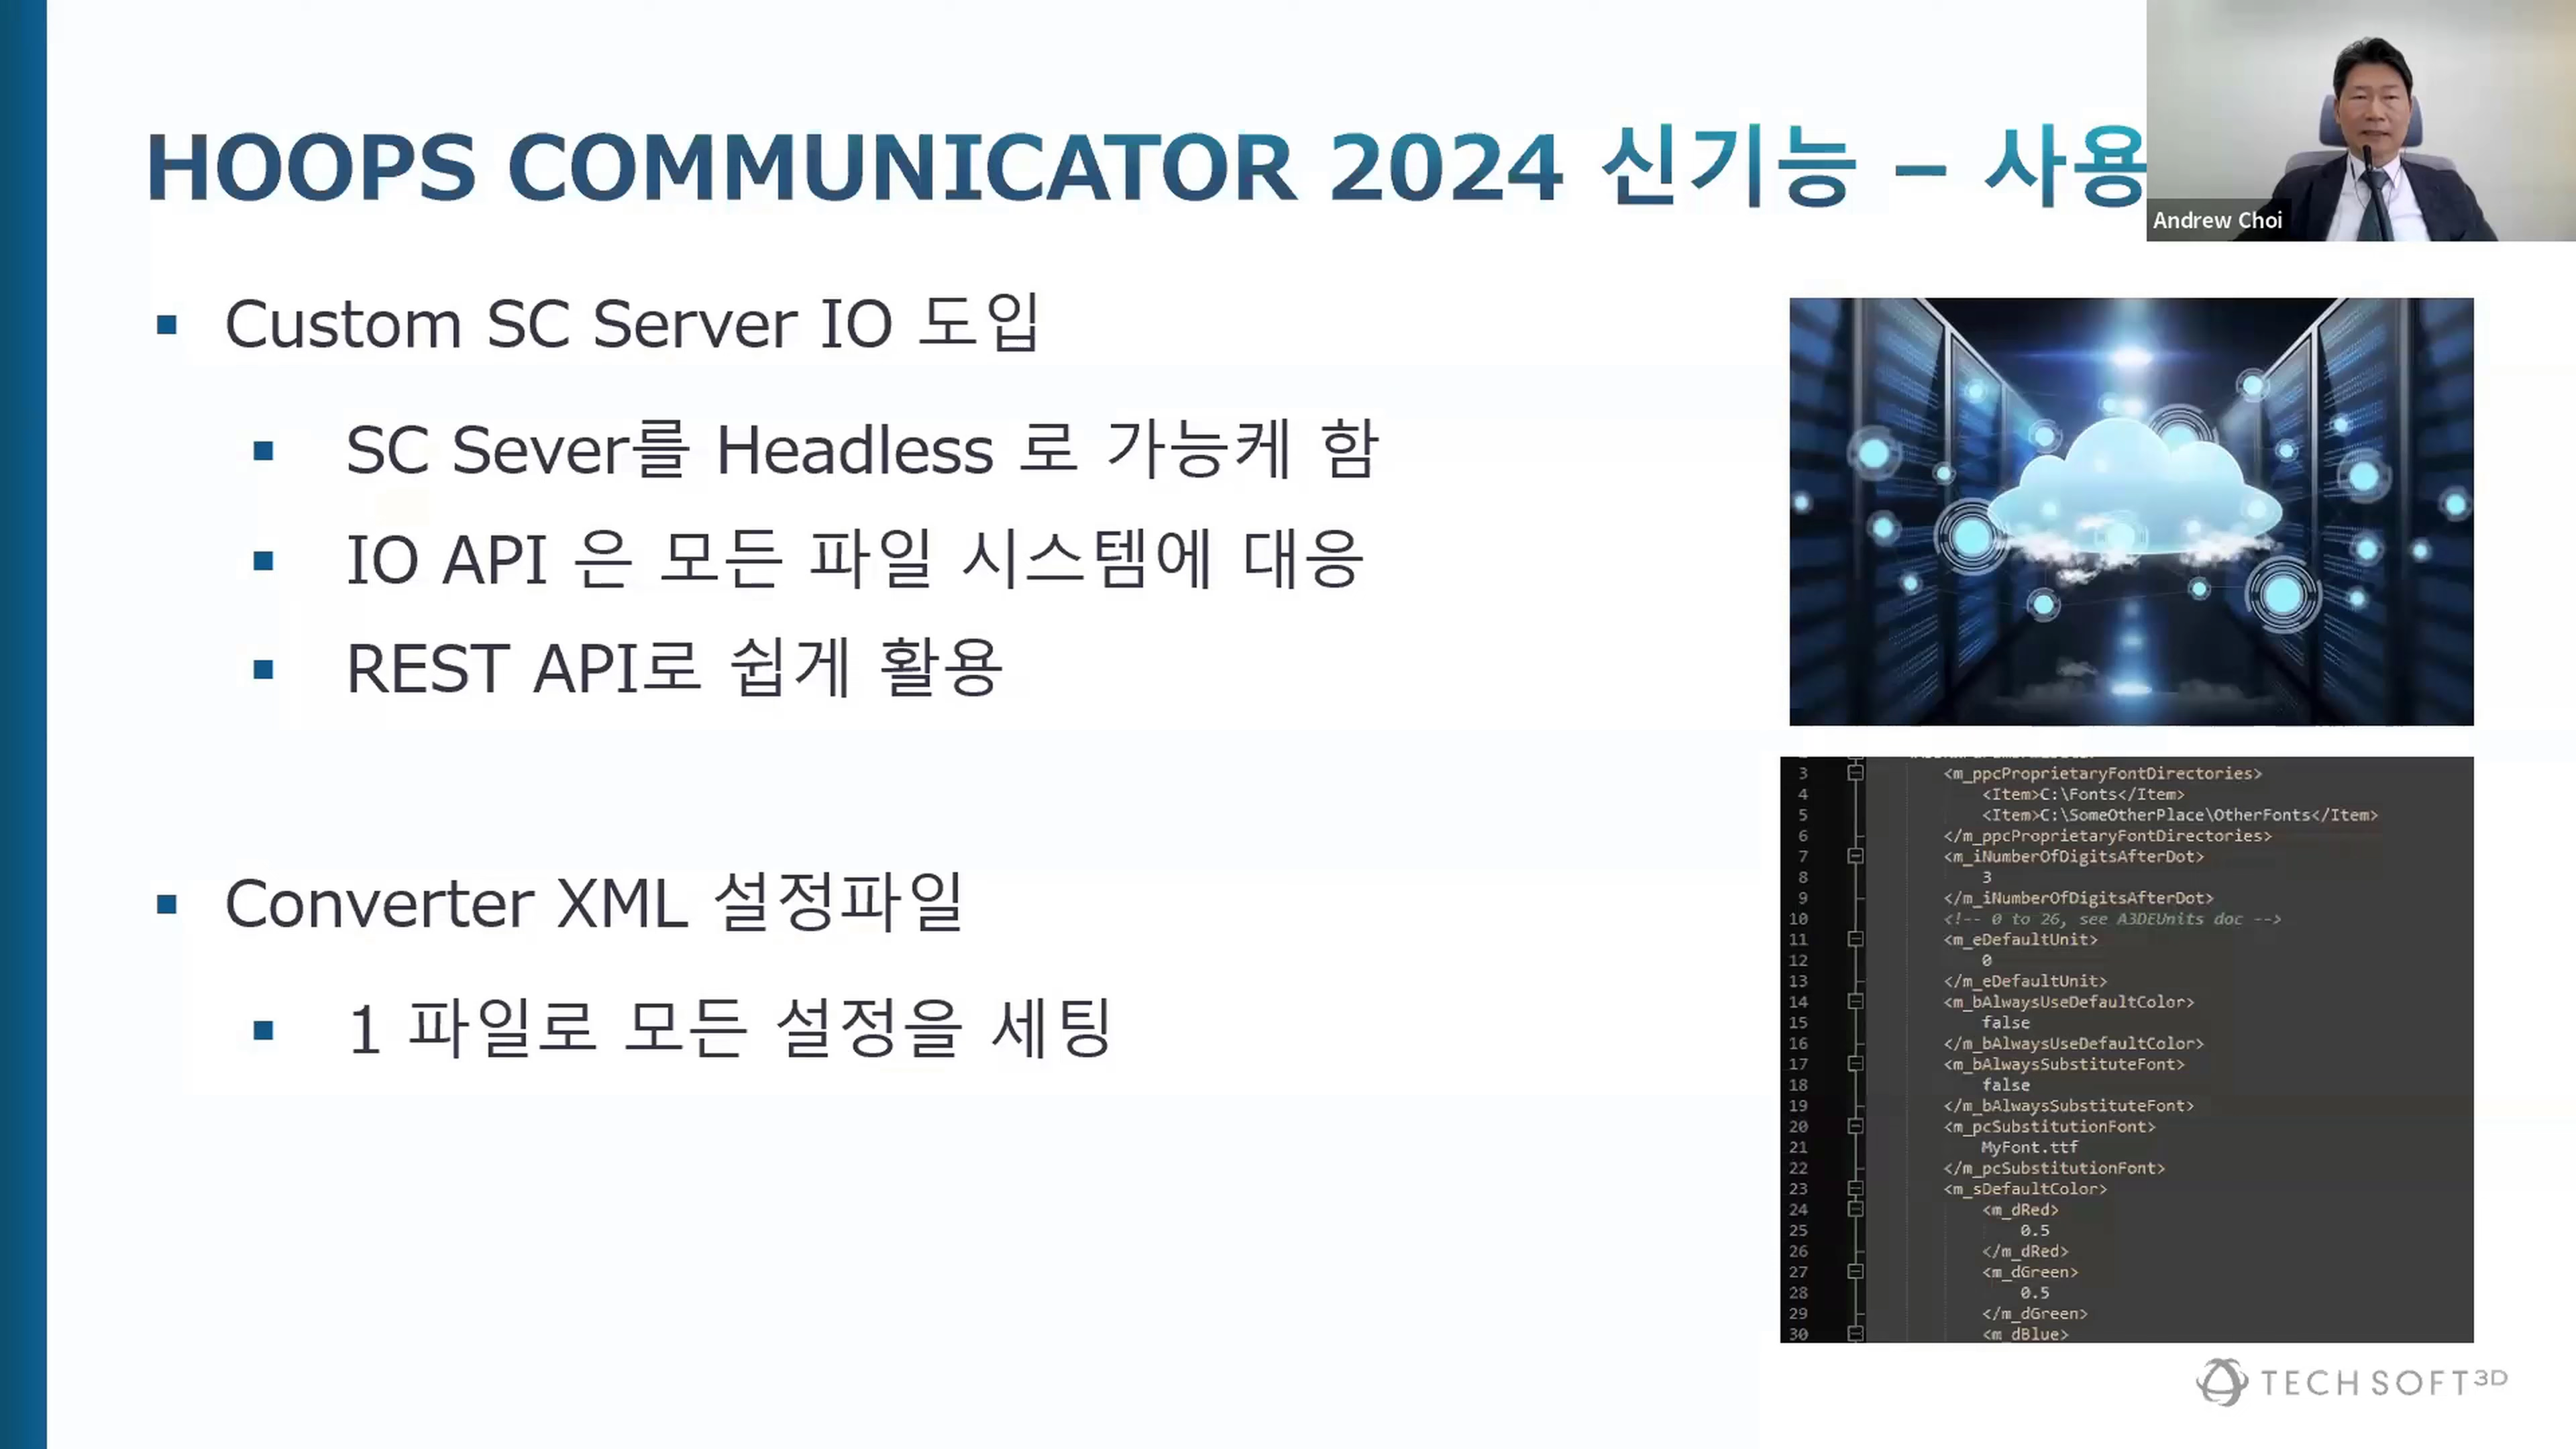 HOOPS COMMUNICATOR 2024 신기능 – 사용
Andrew Choi
Custom SC Server IO 도입
SC Sever를 Headless 로 가능케 함
IO API 은 모든 파일 시스템에 대응
REST API로 쉽게 활용
Converter XML 설정파일
1 파일로 모든 설정을 세팅
3 <m_ppcProprietaryFontDirectories>
4 <Item>C:\Fonts</Item>
5 <Item>C:\SomeOtherPlace\OtherFonts</Item>
6 </m_ppcProprietaryFontDirectories>
7 <m_iNumberOfDigitsAfterDot>
8 3
9 </m_iNumberOfDigitsAfterDot>
10 <!-- 0 to 26, see A3DEUnits doc -->
11 <m_eDefaultUnit>
12 0
13 </m_eDefaultUnit>
14 <m_bAlwaysUseDefaultColor>
15 false
16 </m_bAlwaysUseDefaultColor>
17 <m_bAlwaysSubstituteFont>
18 false
19 </m_bAlwaysSubstituteFont>
20 <m_pcSubstitutionFont>
21 MyFont.ttf
22 </m_pcSubstitutionFont>
23 <m_sDefaultColor>
24 <m_dRed>
25 0.5
26 </m_dRed>
27 <m_dGreen>
28 0.5
29 </m_dGreen>
30 <m_dBlue>
TECH SOFT 3D